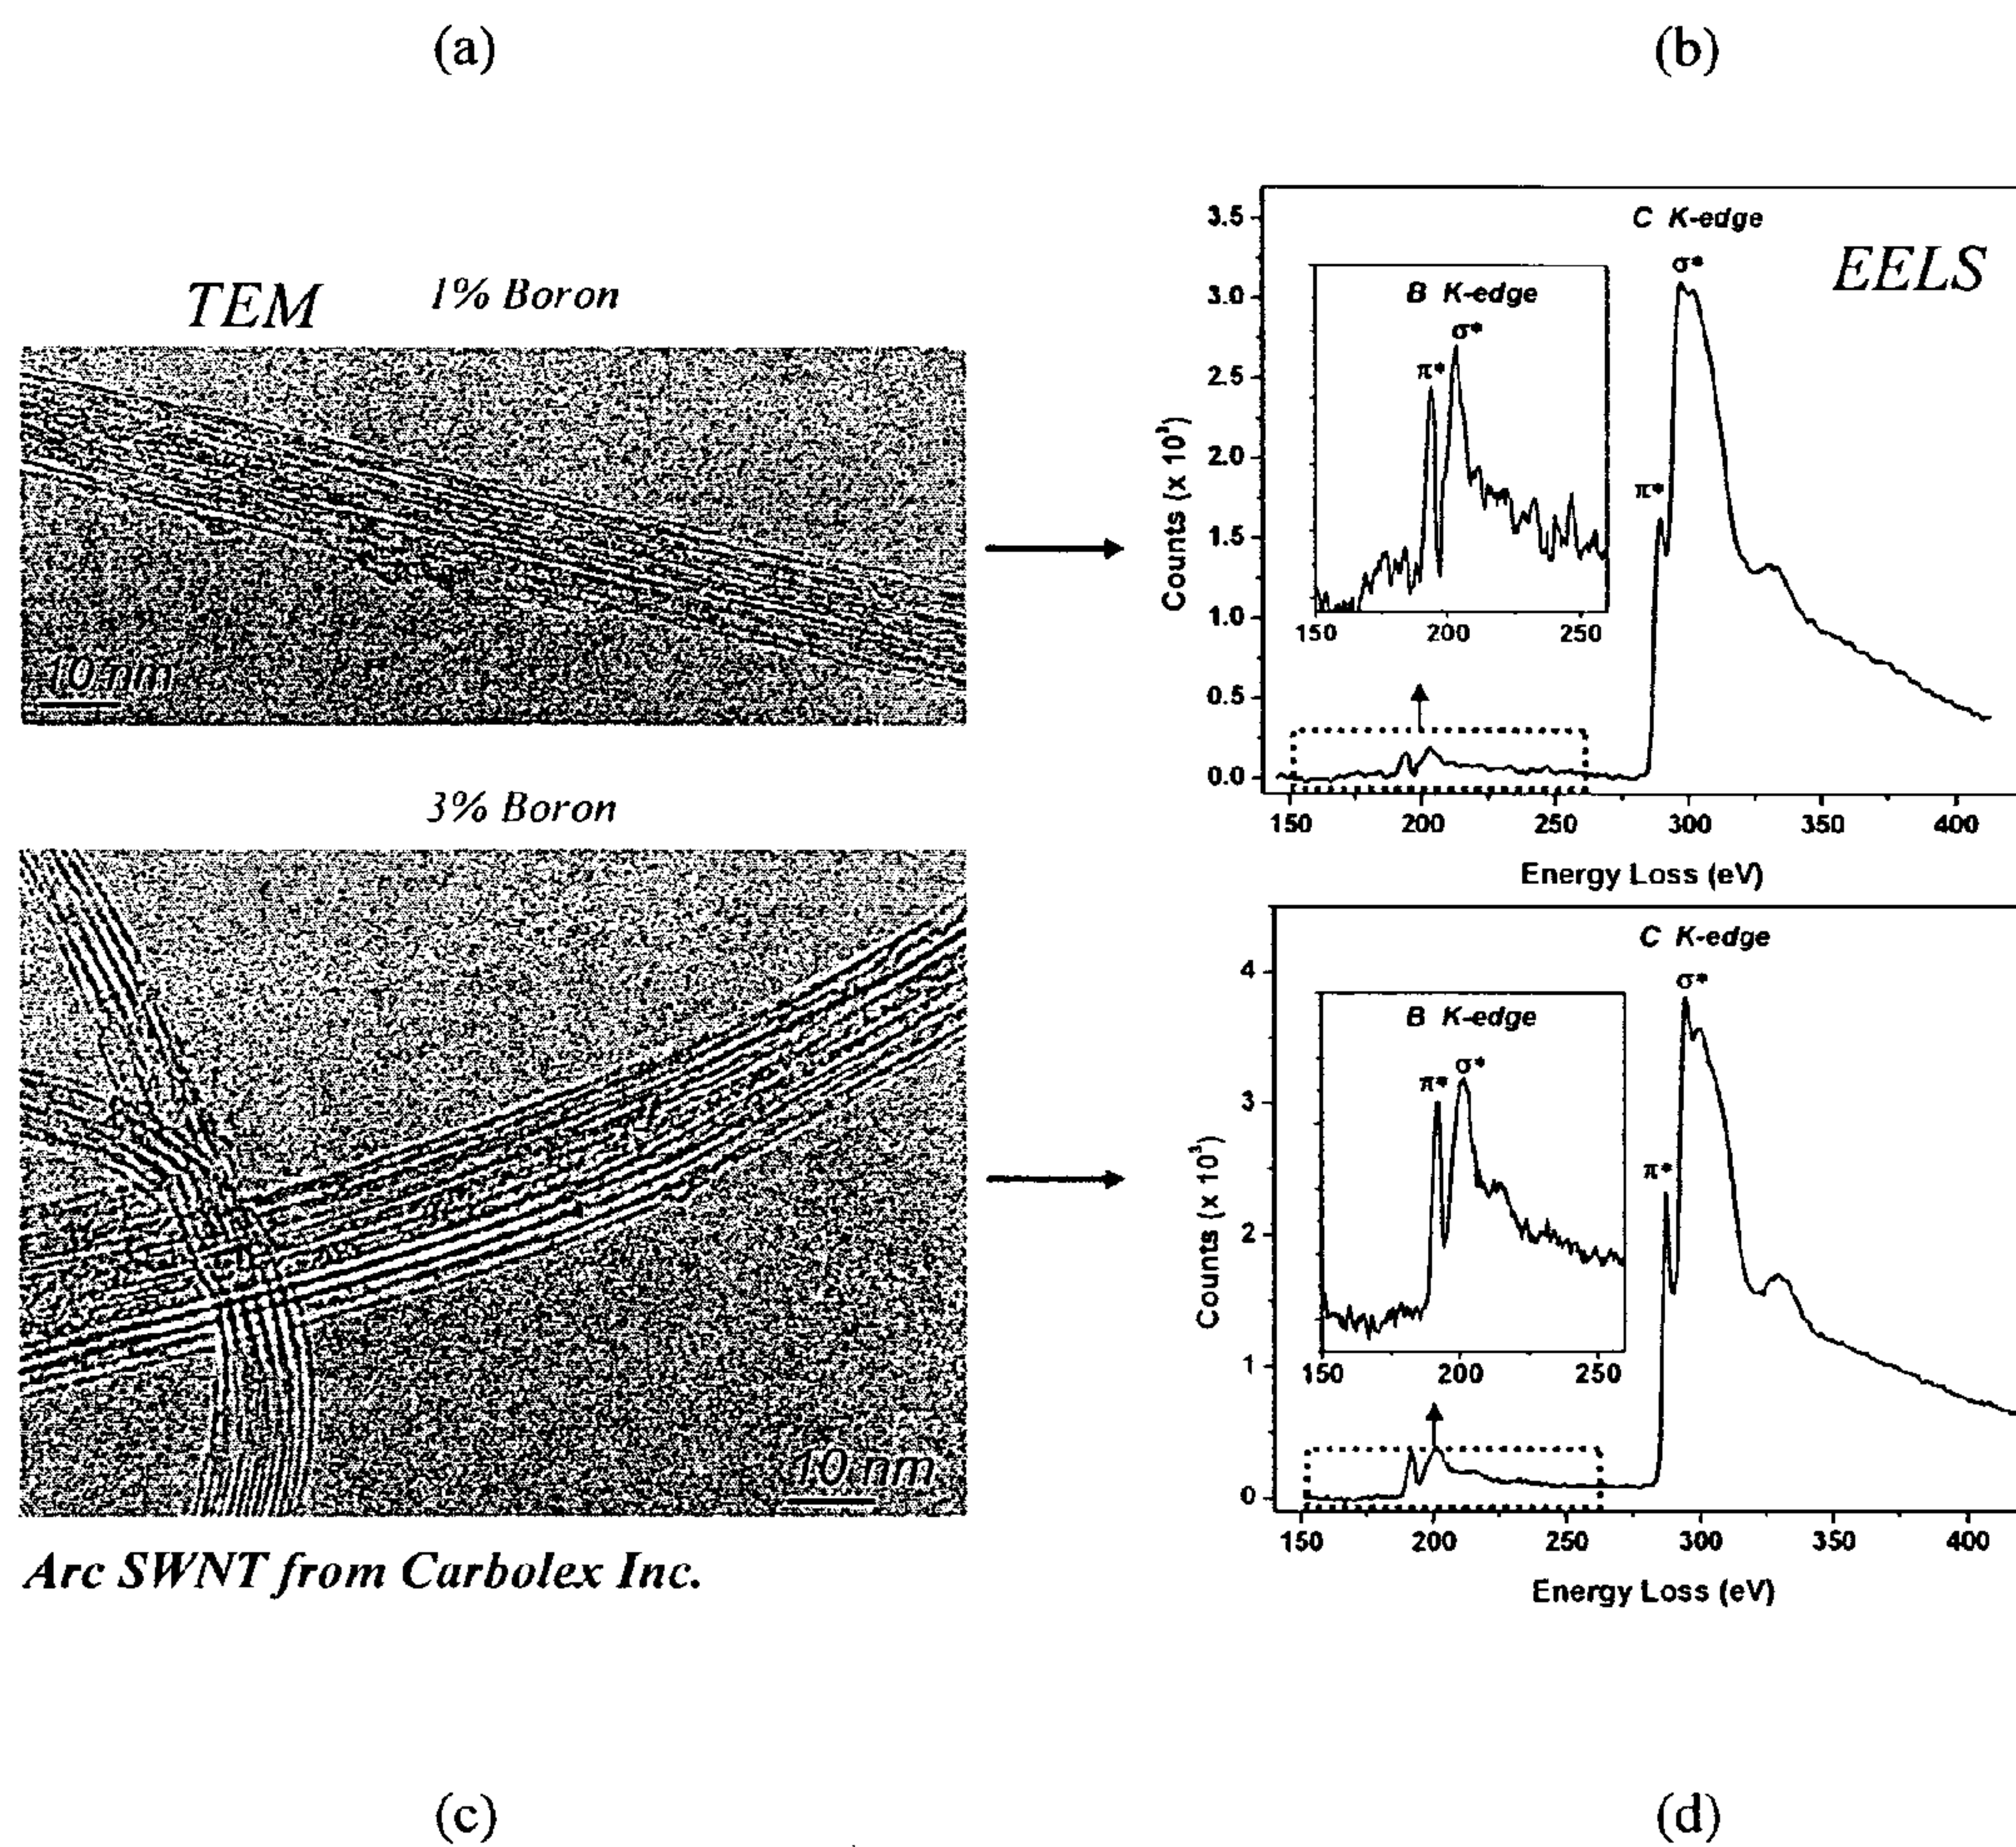 (a)
(b)
TEM 1% Boron
10 nm
3.5
3.0
2.5
2.0
1.5
1.0
0.5
0.0
Counts (x 10³)
C K-edge
σ*
EELS
π*
B K-edge
σ*
π*
150 200 250
150 200 250 300 350 400
Energy Loss (eV)
3% Boron
10 nm
Arc SWNT from Carbolex Inc.
4
3
2
1
0
Counts (x 10³)
C K-edge
σ*
π*
B K-edge
σ*
π*
150 200 250
150 200 250 300 350 400
Energy Loss (eV)
(c)
(d)